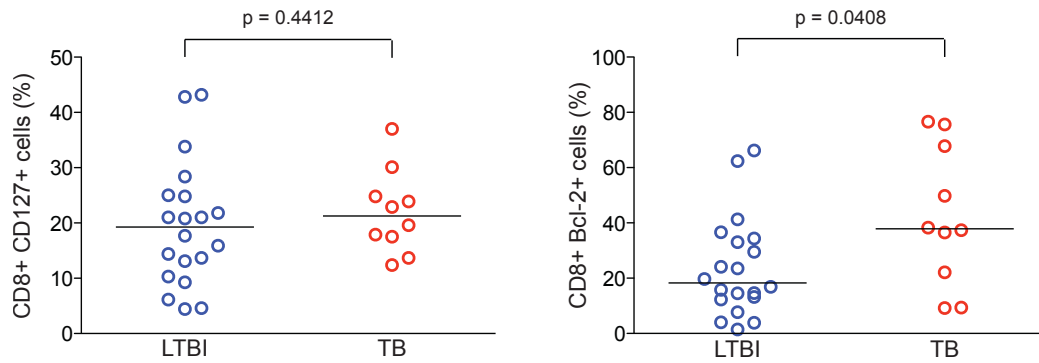 p = 0.4412
CD8+ CD127+ cells (%)
50
40
30
20
10
0
LTBI
TB
p = 0.0408
CD8+ Bcl-2+ cells (%)
100
80
60
40
20
0
LTBI
TB